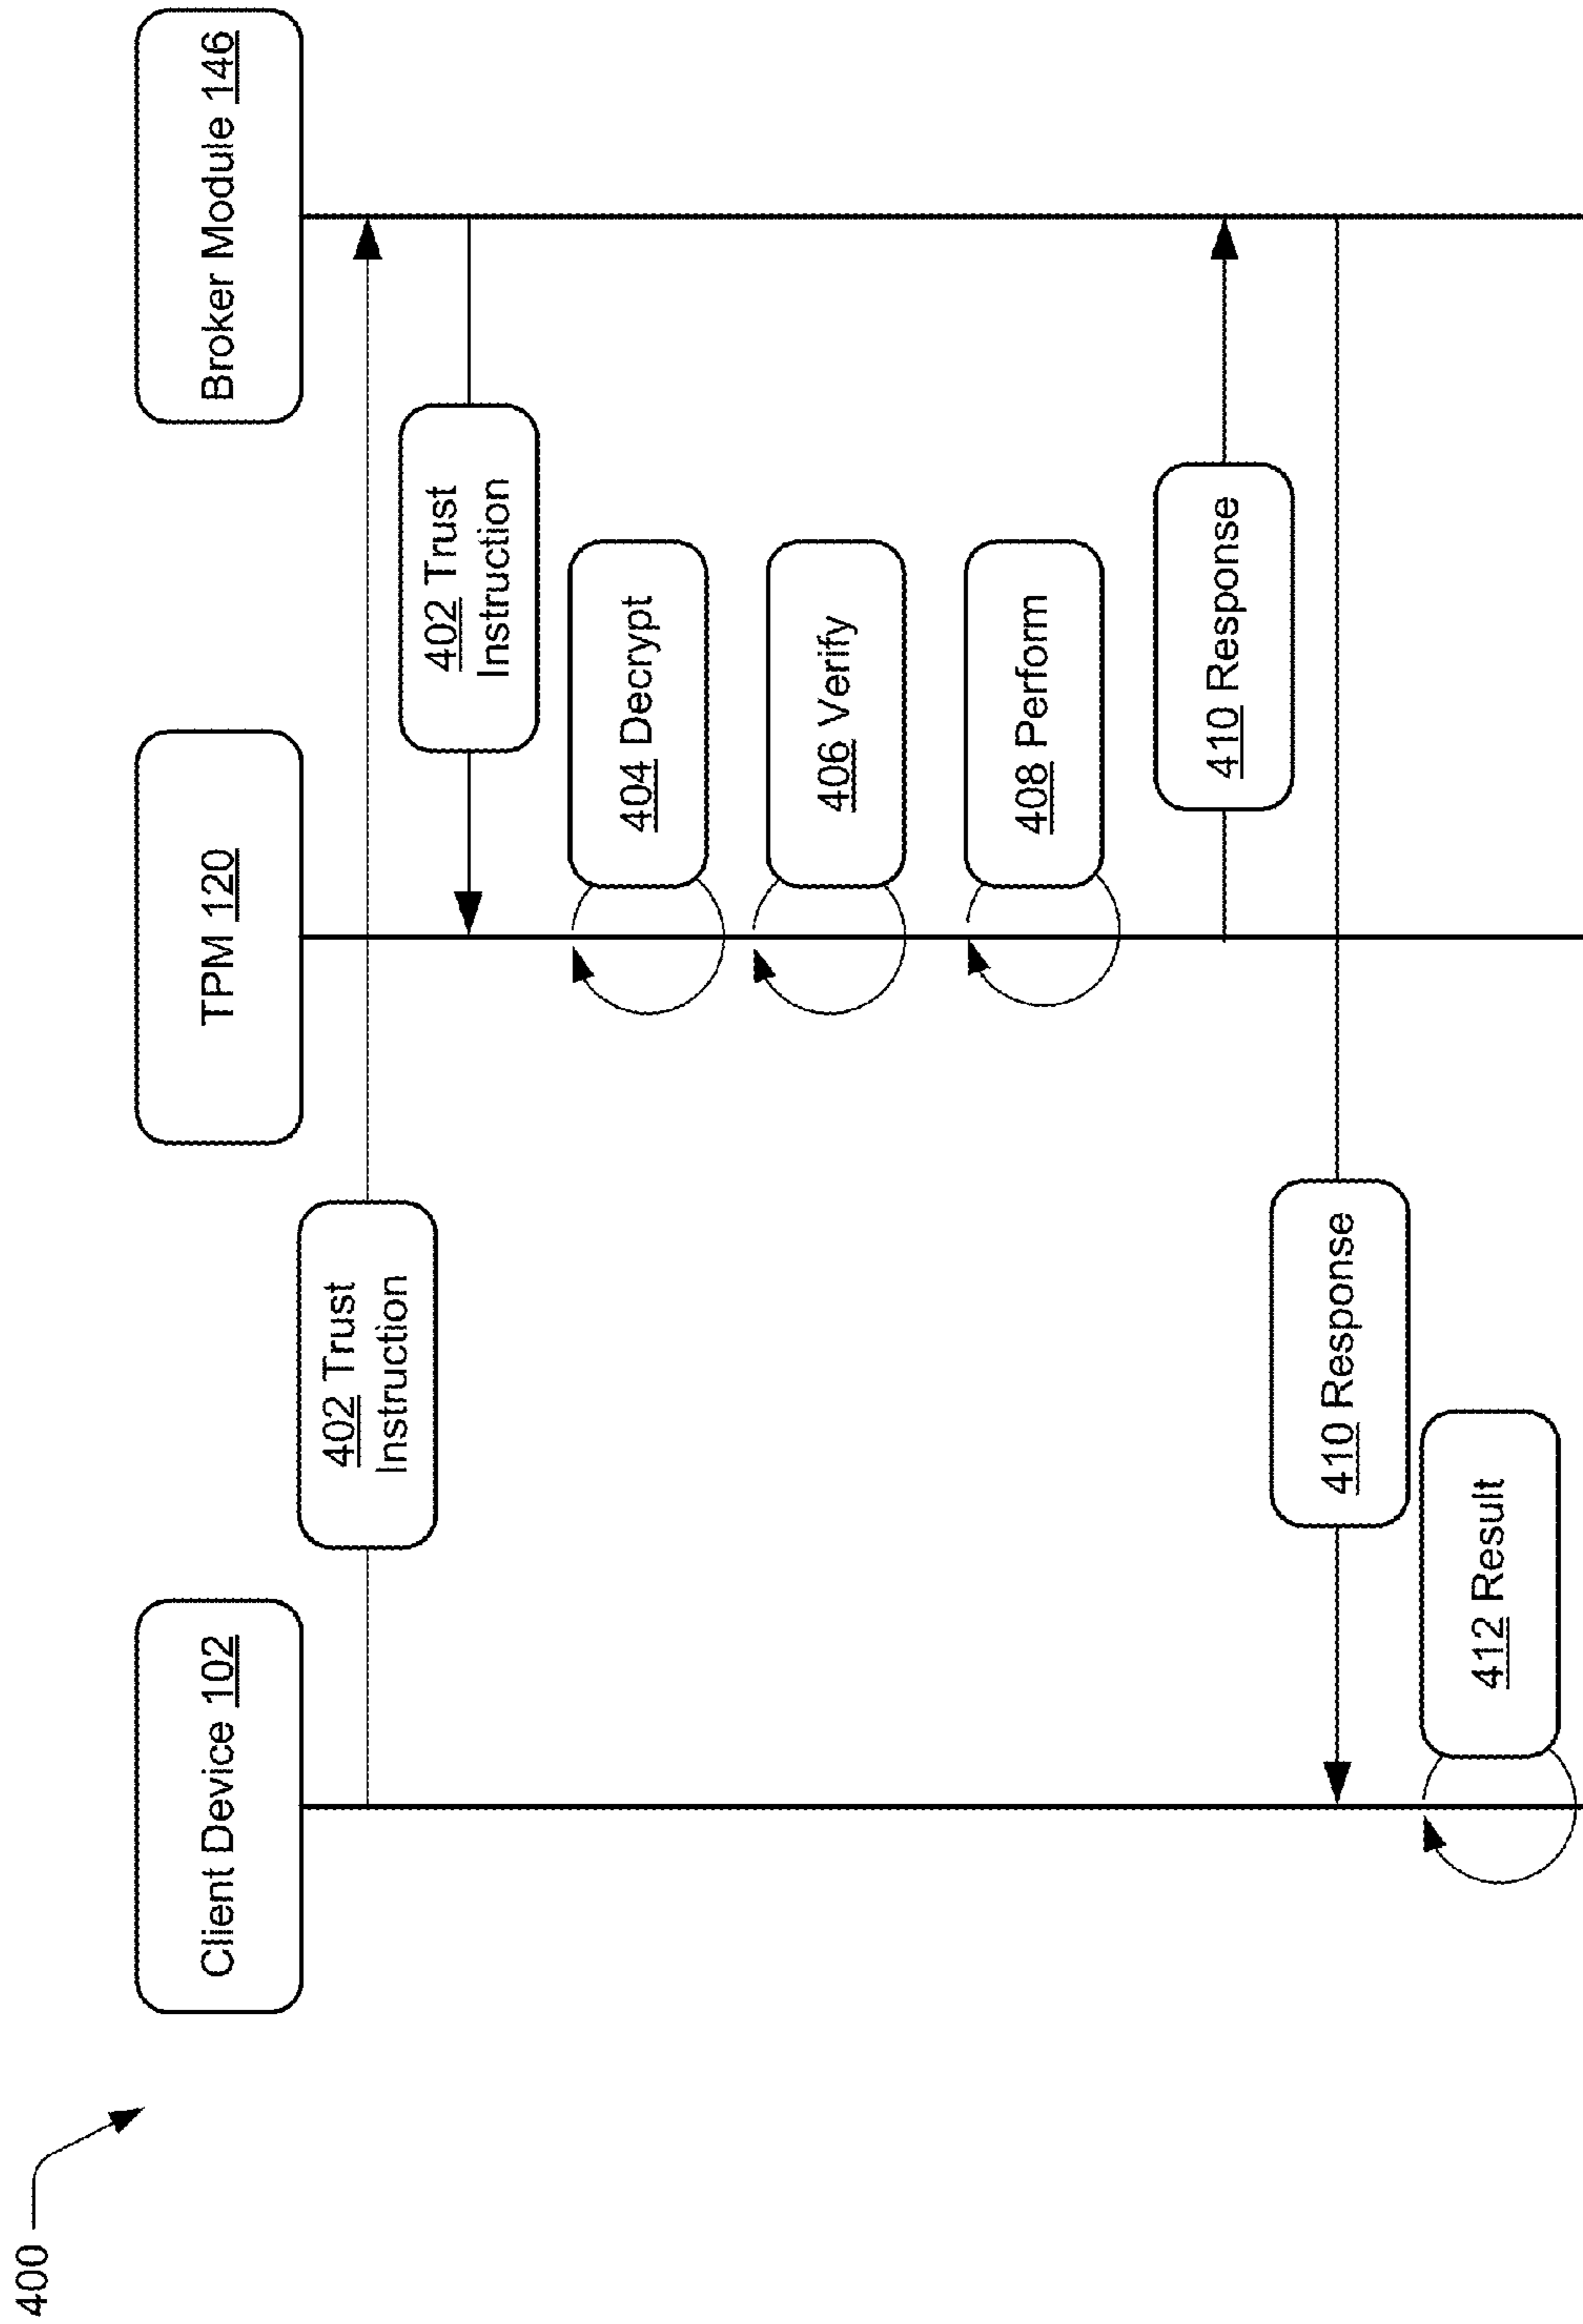 400
Client Device 102
TPM 120
Broker Module 146
402 Trust
Instruction
402 Trust
Instruction
404 Decrypt
406 Verify
408 Perform
410 Response
410 Response
412 Result